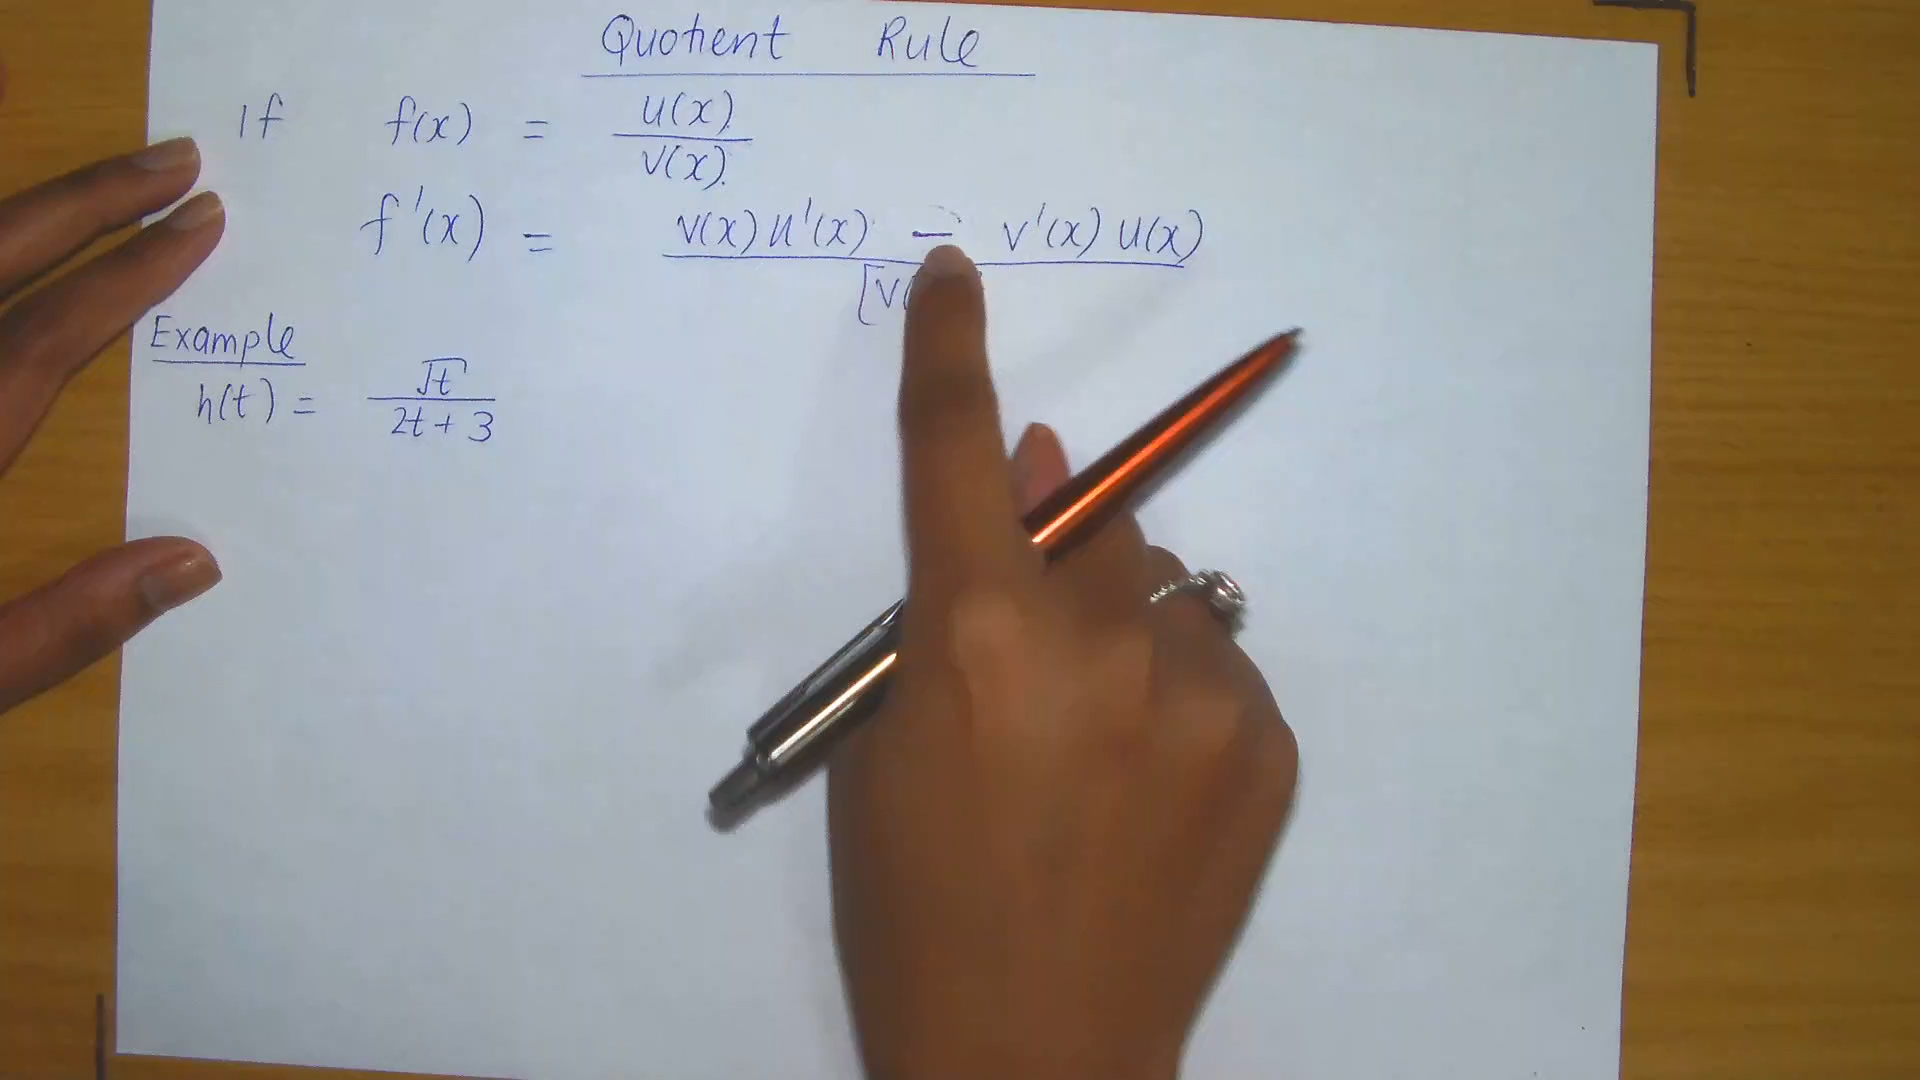 Quotient Rule
If f(x) = u(x)/v(x)
f'(x) = v(x)u'(x) - v'(x)u(x)
[v(
Example
h(t) = √t/2t+3